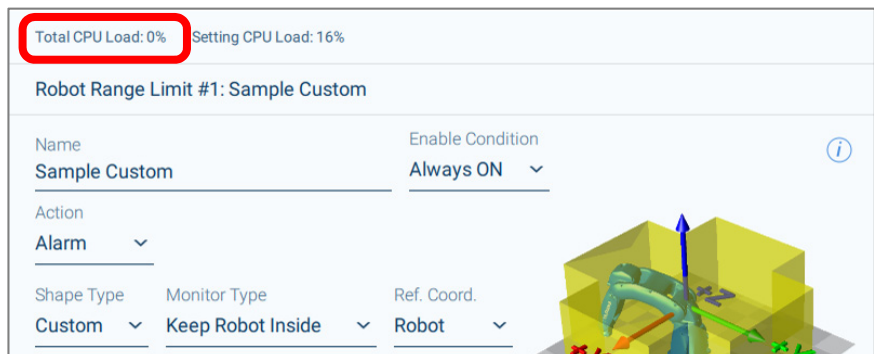 Total CPU Load: 0% Setting CPU Load: 16%
Robot Range Limit #1: Sample Custom
Name Enable Condition
Sample Custom Always ON
i
Action
Alarm
Shape Type Monitor Type Ref. Coord.
Custom Keep Robot Inside Robot
+Z